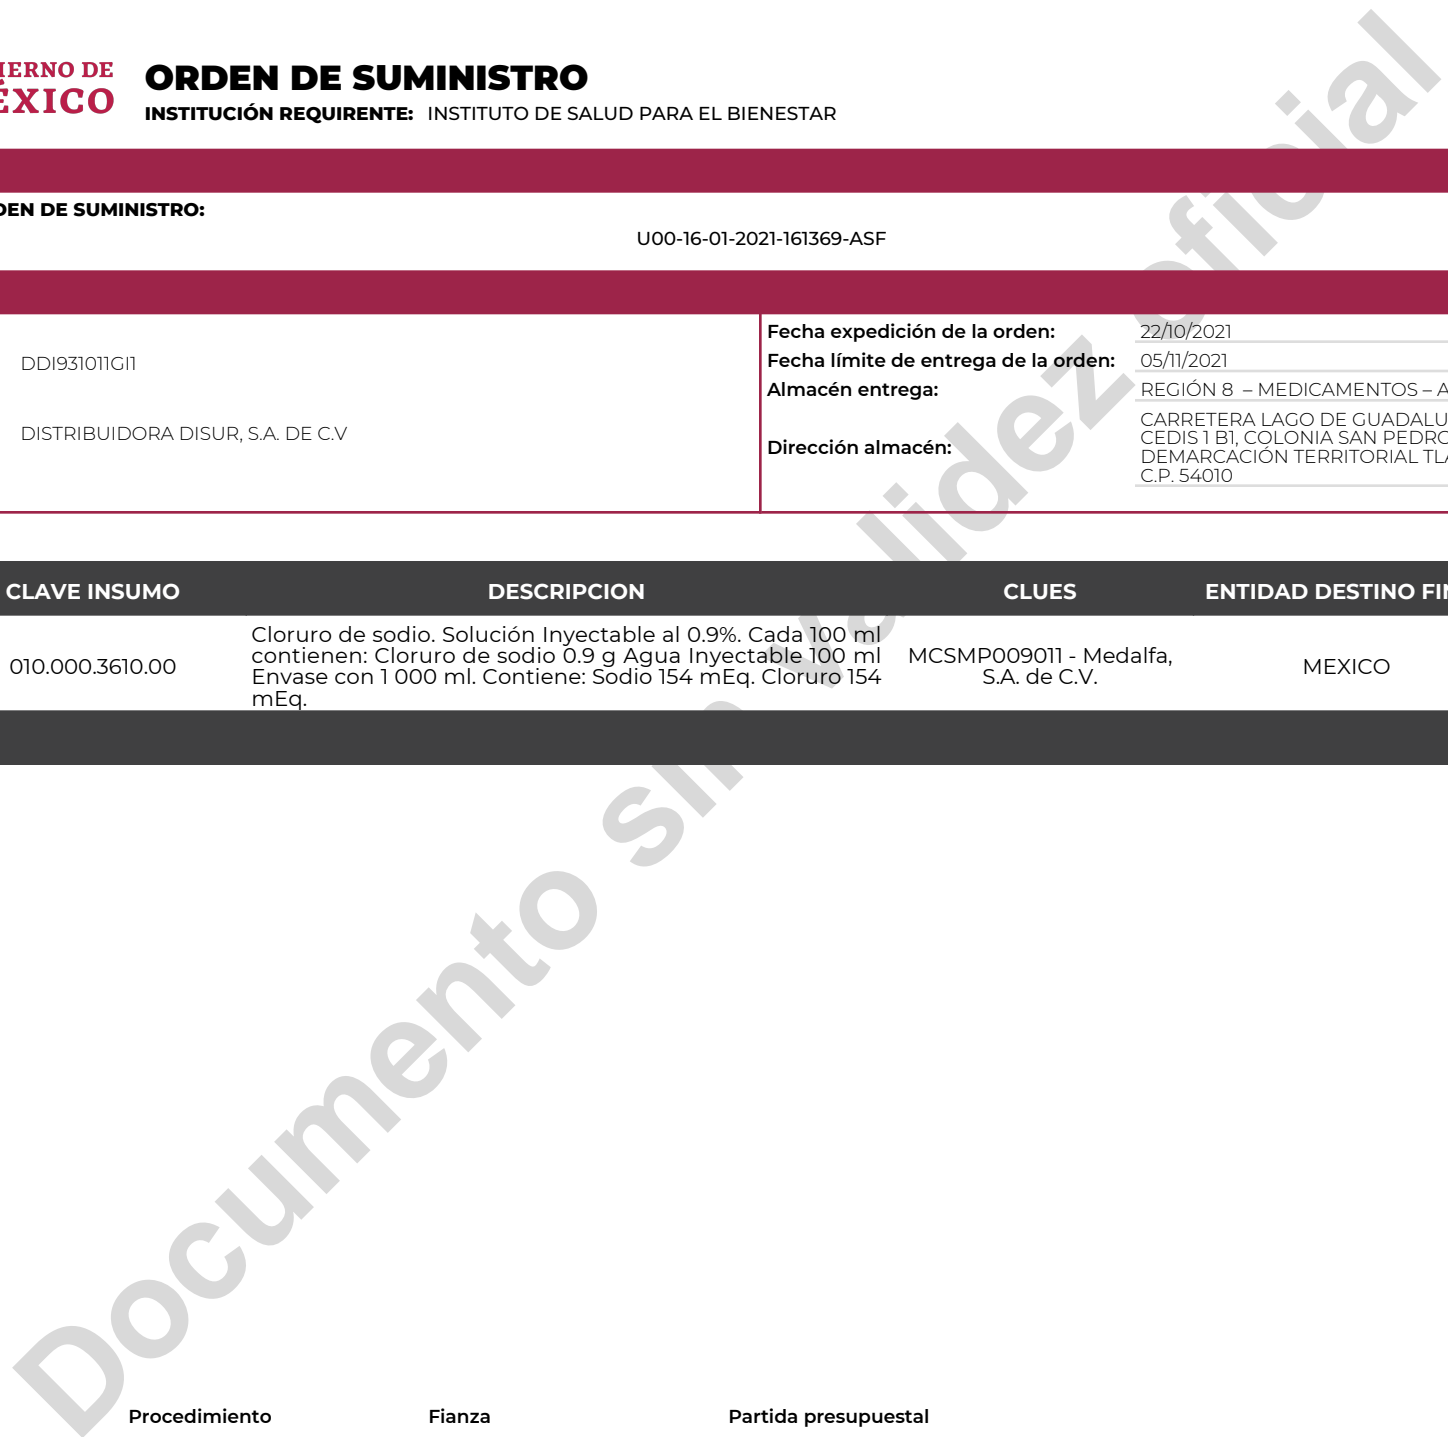 IERNO DE
ÉXICO
ORDEN DE SUMINISTRO
INSTITUCIÓN REQUIRENTE: INSTITUTO DE SALUD PARA EL BIENESTAR
DEN DE SUMINISTRO:
U00-16-01-2021-161369-ASF
DDI931011GI1
DISTRIBUIDORA DISUR, S.A. DE C.V
Fecha expedición de la orden: 22/10/2021
Fecha límite de entrega de la orden: 05/11/2021
Almacén entrega: REGIÓN 8 – MEDICAMENTOS – A
Dirección almacén:
CARRETERA LAGO DE GUADALU
CEDIS 1 B1, COLONIA SAN PEDRO
DEMARCACIÓN TERRITORIAL TLA
C.P. 54010
CLAVE INSUMO DESCRIPCION CLUES ENTIDAD DESTINO FIN
010.000.3610.00
Cloruro de sodio. Solución Inyectable al 0.9%. Cada 100 ml
contienen: Cloruro de sodio 0.9 g Agua Inyectable 100 ml
Envase con 1 000 ml. Contiene: Sodio 154 mEq. Cloruro 154
mEq.
MCSMP009011 - Medalfa,
S.A. de C.V.
MEXICO
Documento sin validez oficial
Procedimiento Fianza Partida presupuestal